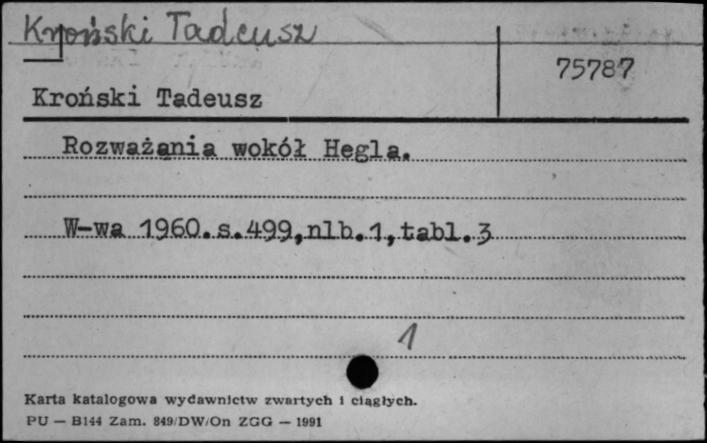 Kroński Tadeusz
75787
Kroński Tadeusz
Rozważania wokół Hegla.
W-wa 1960.s.499,nlb.1,tabl.3
1
Karta katalogowa wydawnictw zwartych i ciągłych.
PU — B144 Zam. 849/DW/On ZGG — 1991